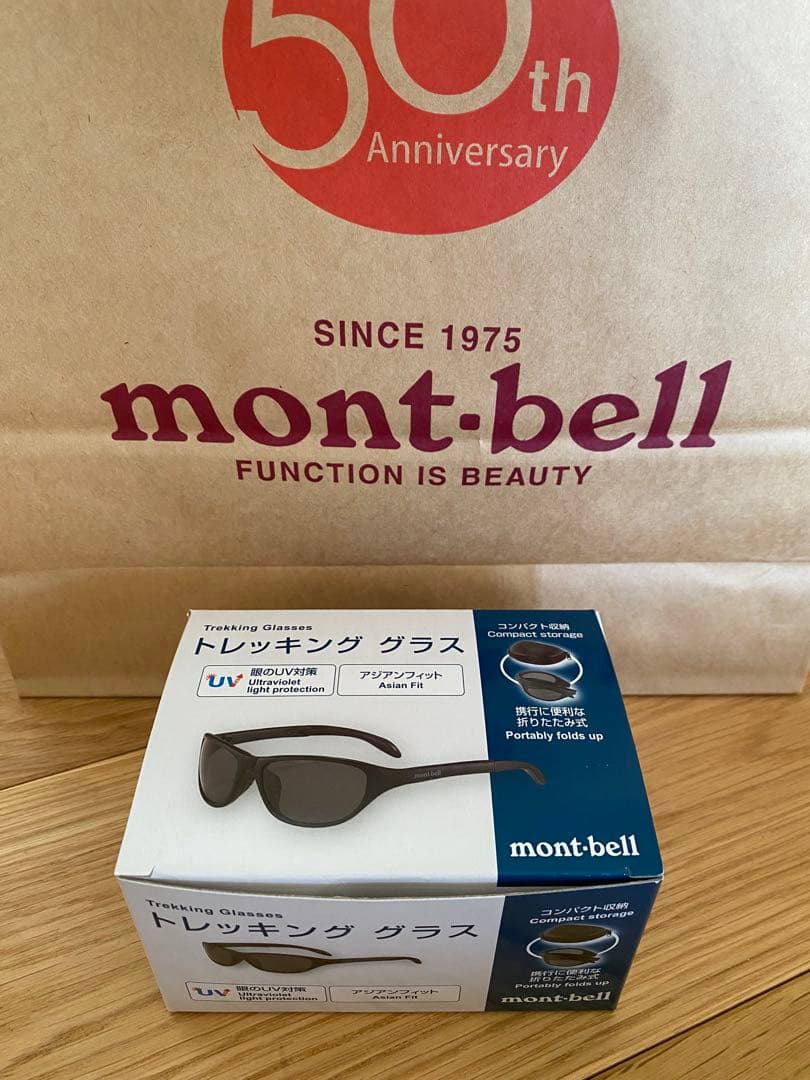 50th
Anniversary
SINCE 1975
mont-bell
FUNCTION IS BEAUTY
Trekking Glasses
トレッキング グラス
UV 眼のUV対策
Ultraviolet
light protection
アジアンフィット
Asian Fit
mont-bell
コンパクト収納
Compact storage
携行に便利な
折りたたみ式
Portably folds up
mont-bell
Trekking Glasses
トレッキング グラス
UV 眼のUV対策
Ultraviolet
light protection
アジアンフィット
Asian Fit
コンパクト収納
Compact storage
携行に便利な
折りたたみ式
Portably folds up
mont-bell